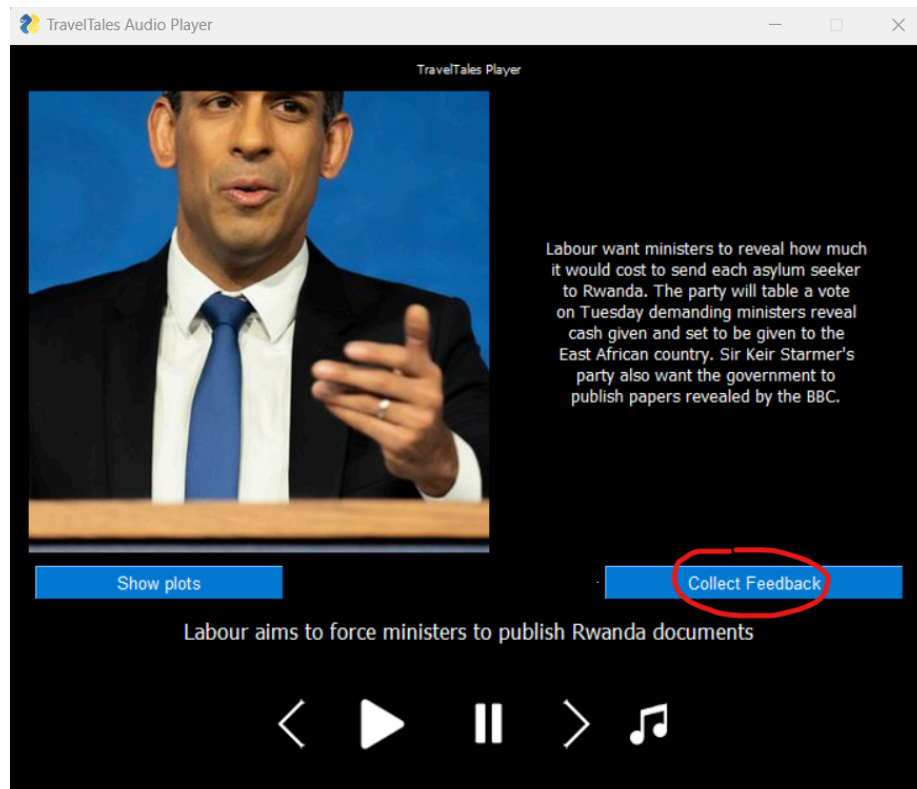 TravelTales Audio Player
TravelTales Player
Labour want ministers to reveal how much
it would cost to send each asylum seeker
to Rwanda. The party will table a vote
on Tuesday demanding ministers reveal
cash given and set to be given to the
East African country. Sir Keir Starmer's
party also want the government to
publish papers revealed by the BBC.
Show plots
Collect Feedback
Labour aims to force ministers to publish Rwanda documents